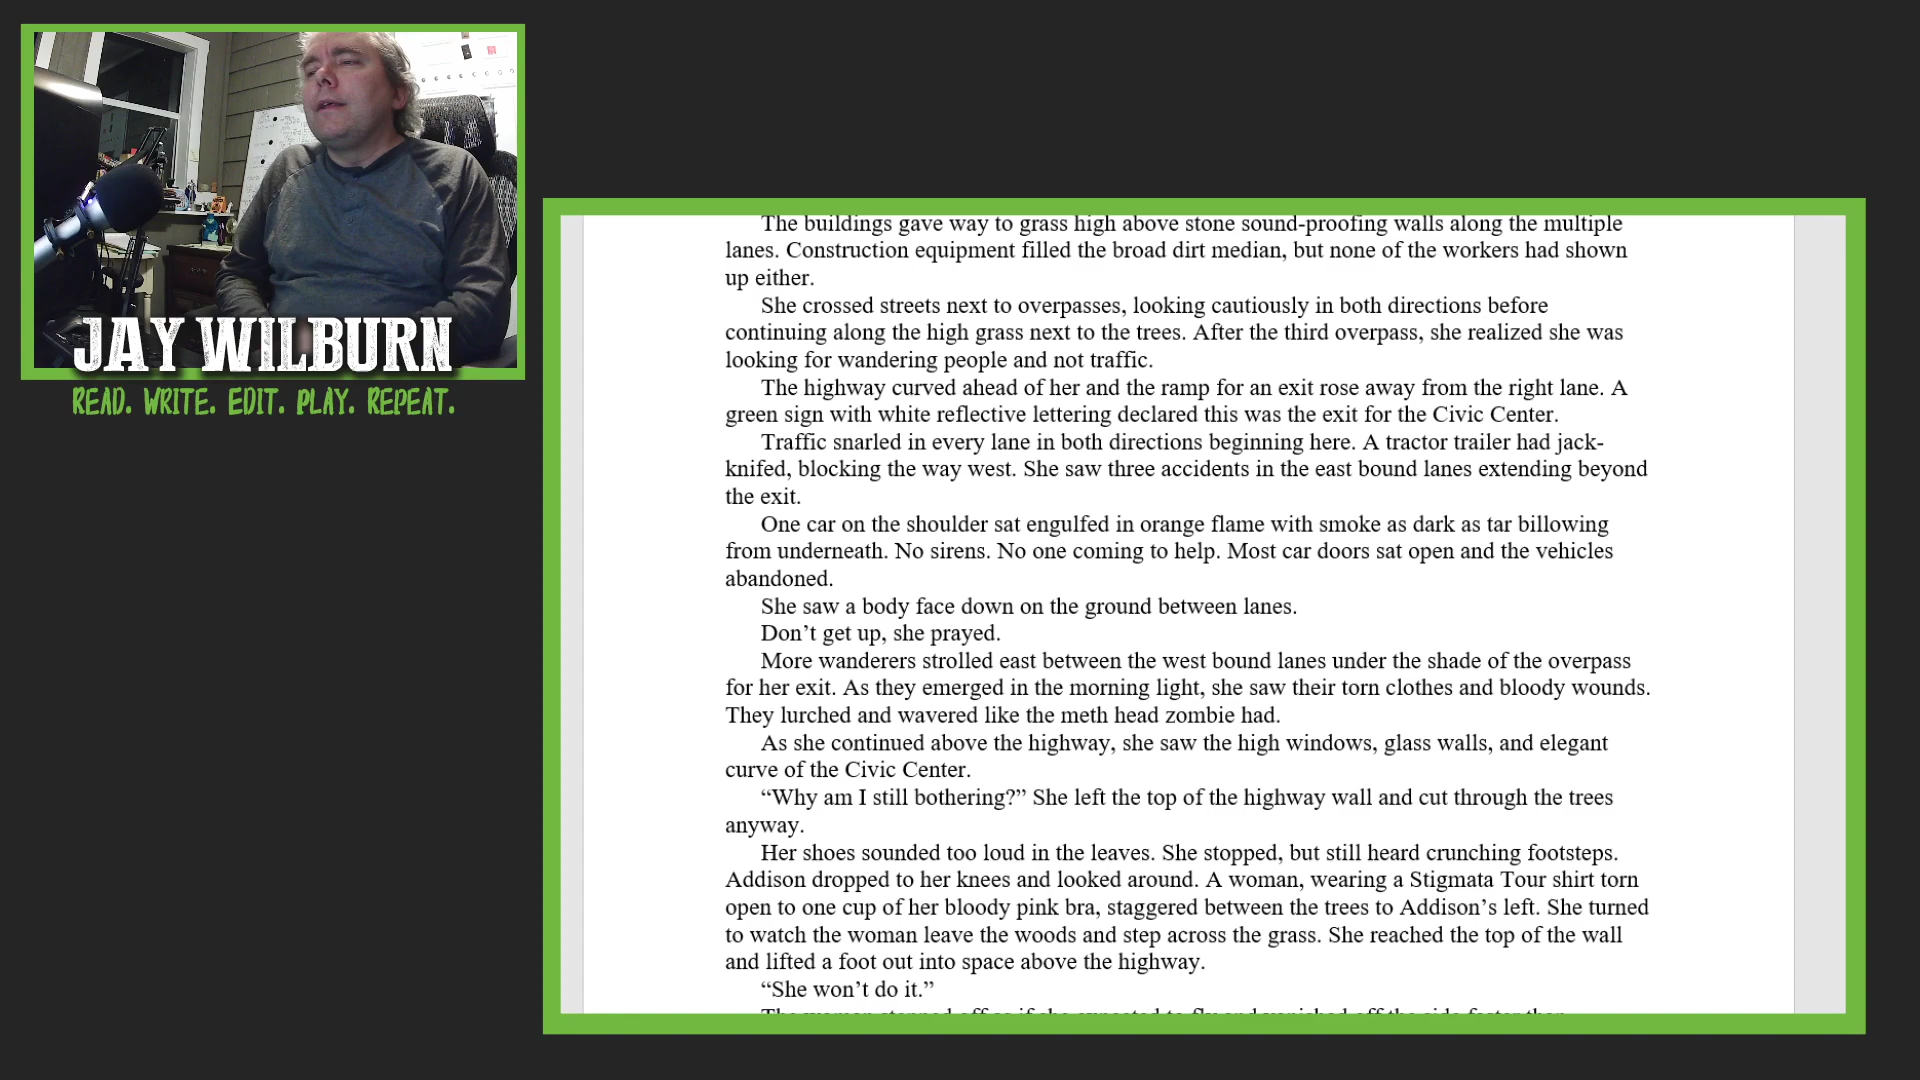 JAY WILBURN
READ. WRITE. EDIT. PLAY. REPEAT.
The buildings gave way to grass high above stone sound-proofing walls along the multiple
lanes. Construction equipment filled the broad dirt median, but none of the workers had shown
up either.
She crossed streets next to overpasses, looking cautiously in both directions before
continuing along the high grass next to the trees. After the third overpass, she realized she was
looking for wandering people and not traffic.
The highway curved ahead of her and the ramp for an exit rose away from the right lane. A
green sign with white reflective lettering declared this was the exit for the Civic Center.
Traffic snarled in every lane in both directions beginning here. A tractor trailer had jack-
knifed, blocking the way west. She saw three accidents in the east bound lanes extending beyond
the exit.
One car on the shoulder sat engulfed in orange flame with smoke as dark as tar billowing
from underneath. No sirens. No one coming to help. Most car doors sat open and the vehicles
abandoned.
She saw a body face down on the ground between lanes.
Don’t get up, she prayed.
More wanderers strolled east between the west bound lanes under the shade of the overpass
for her exit. As they emerged in the morning light, she saw their torn clothes and bloody wounds.
They lurched and wavered like the meth head zombie had.
As she continued above the highway, she saw the high windows, glass walls, and elegant
curve of the Civic Center.
“Why am I still bothering?” She left the top of the highway wall and cut through the trees
anyway.
Her shoes sounded too loud in the leaves. She stopped, but still heard crunching footsteps.
Addison dropped to her knees and looked around. A woman, wearing a Stigmata Tour shirt torn
open to one cup of her bloody pink bra, staggered between the trees to Addison’s left. She turned
to watch the woman leave the woods and step across the grass. She reached the top of the wall
and lifted a foot out into space above the highway.
“She won’t do it.”